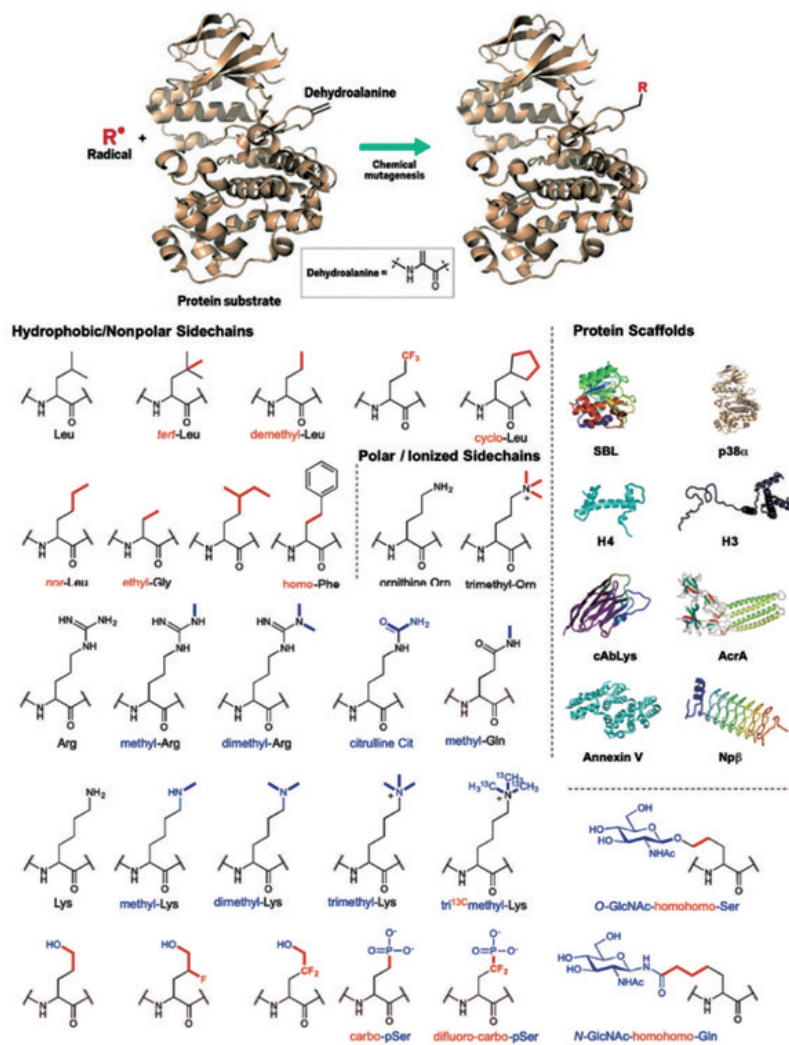 Dehydroalanine
R• +
Radical
Chemical
mutagenesis
R
Protein substrate
Dehydroalanine =
N
H
O
Hydrophobic/Nonpolar Sidechains
Protein Scaffolds
CF3
Leu
tert-Leu
demethyl-Leu
cyclo-Leu
SBL
p38α
Polar / Ionized Sidechains
NH2
N
+
H4
H3
nor-Leu
ethyl-Gly
homo-Phe
ornithine Orn
trimethyl-Orn
HN NH2
NH
HN NH
NH
HN N
NH
O NH2
NH
O NH
cAbLys
AcrA
Arg
methyl-Arg
dimethyl-Arg
citrulline Cit
methyl-Gln
Annexin V
Npβ
NH2
HN
N
N
+
H3 13C
13CH3
13CH3
N
+
OH
HO
HO
O
NHAc
O
Lys
methyl-Lys
dimethyl-Lys
trimethyl-Lys
tri13Cmethyl-Lys
O-GlcNAc-homohomo-Ser
HO
HO
F
HO
CF2
O-
O=P-O-
O-
O=P-O-
CF2
OH
HO
HO
O
NHAc
H
N
O
carbo-pSer
difluoro-carbo-pSer
N-GlcNAc-homohomo-Gln